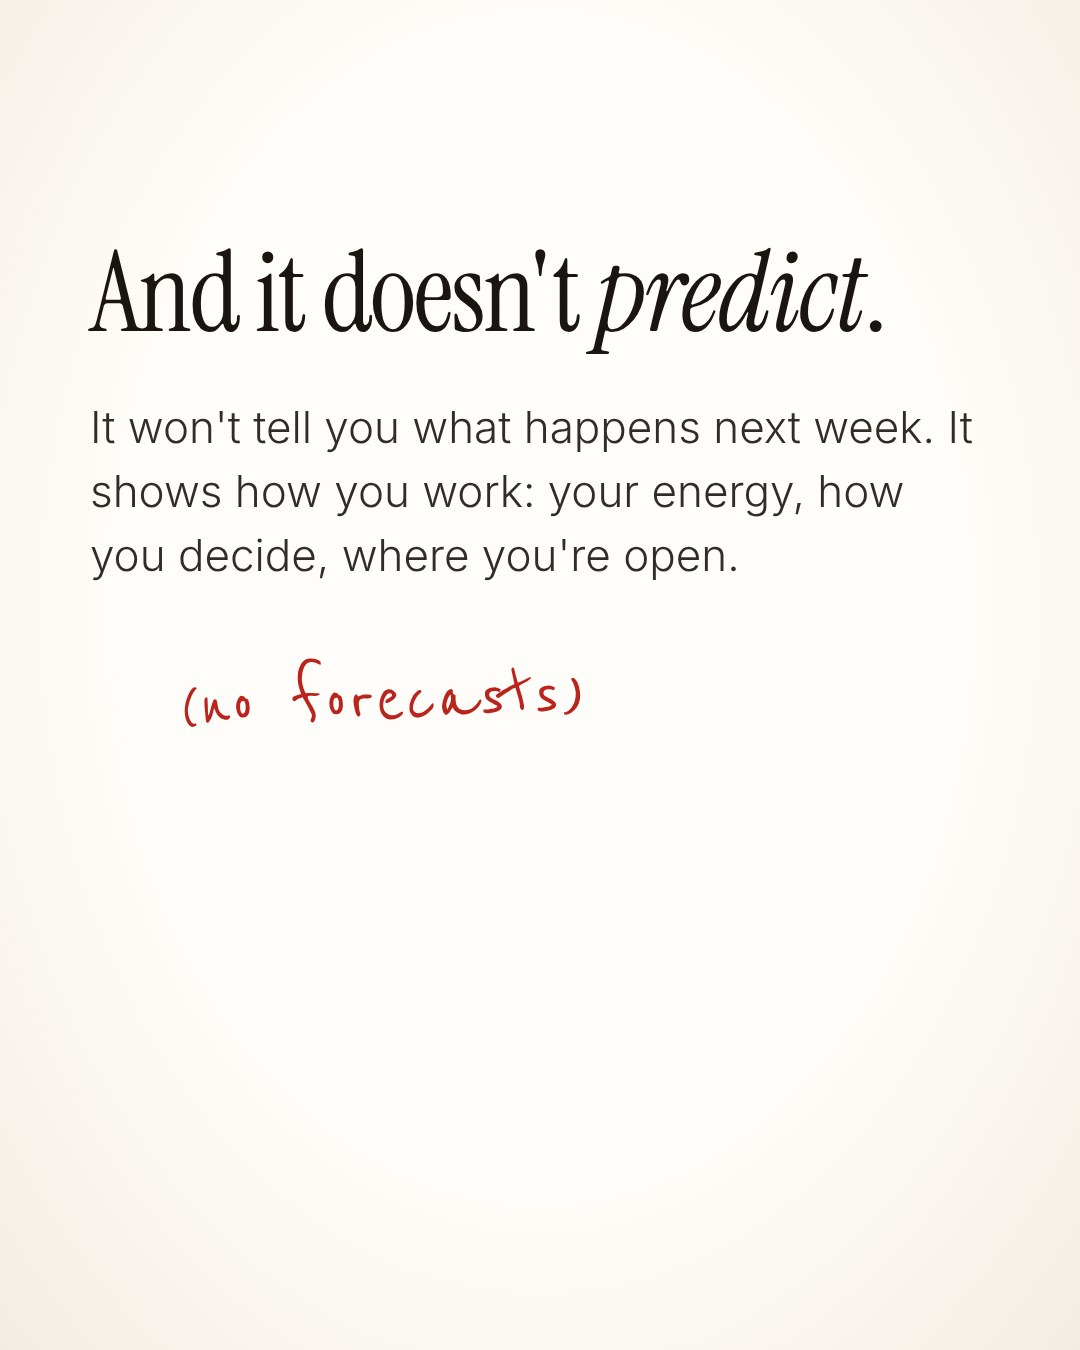 And it doesn't predict.
It won't tell you what happens next week. It
shows how you work: your energy, how
you decide, where you're open.
(no forecasts)